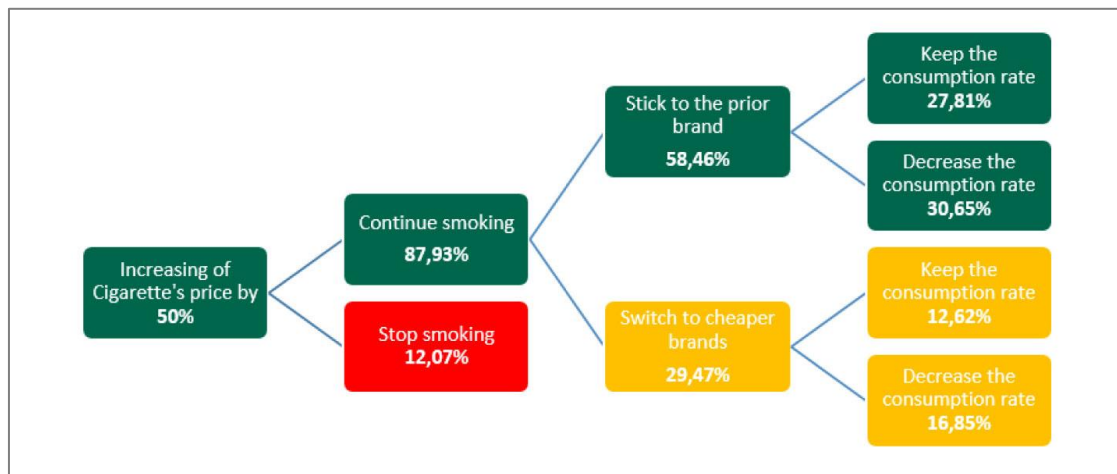 Increasing of
Cigarette's price by
50%
Continue smoking
87,93%
Stop smoking
12,07%
Stick to the prior
brand
58,46%
Switch to cheaper
brands
29,47%
Keep the
consumption rate
27,81%
Decrease the
consumption rate
30,65%
Keep the
consumption rate
12,62%
Decrease the
consumption rate
16,85%